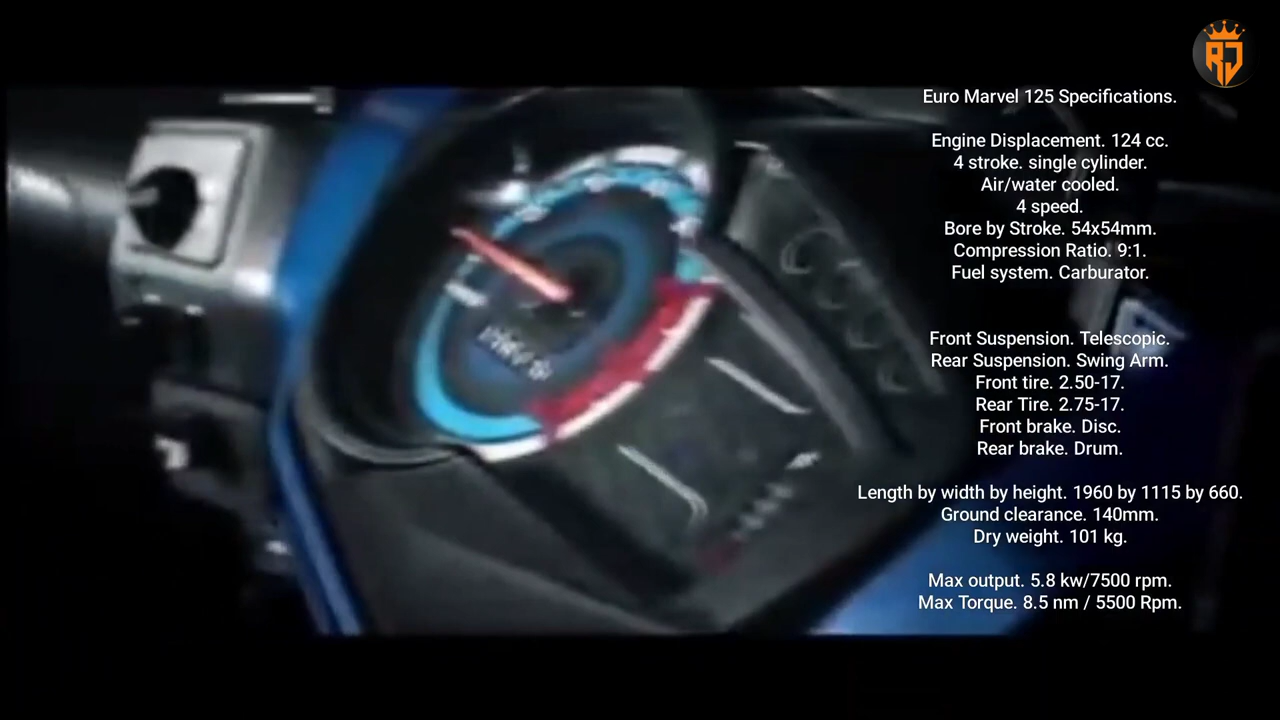 RJ
Euro Marvel 125 Specifications.
Engine Displacement. 124 cc.
4 stroke. single cylinder.
Air/water cooled.
4 speed.
Bore by Stroke. 54x54mm.
Compression Ratio. 9:1.
Fuel system. Carburator.
Front Suspension. Telescopic.
Rear Suspension. Swing Arm.
Front tire. 2.50-17.
Rear Tire. 2.75-17.
Front brake. Disc.
Rear brake. Drum.
Length by width by height. 1960 by 1115 by 660.
Ground clearance. 140mm.
Dry weight. 101 kg.
Max output. 5.8 kw/7500 rpm.
Max Torque. 8.5 nm / 5500 Rpm.